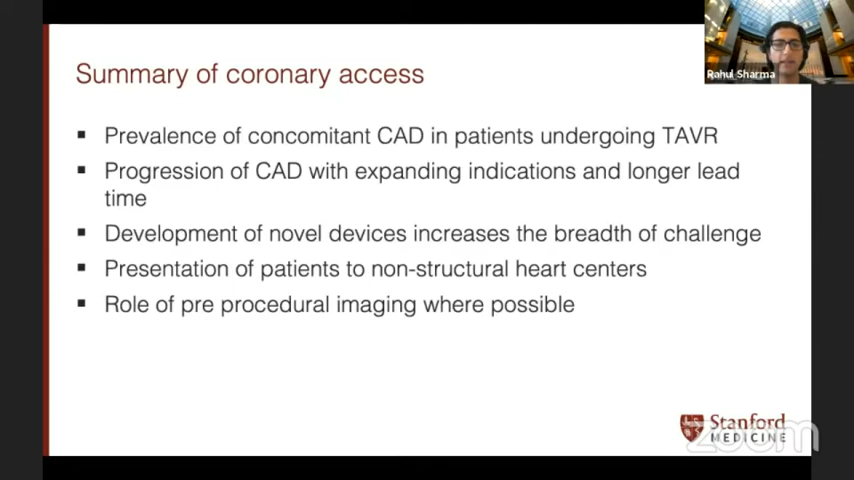 Rahul Sharma
Summary of coronary access
▪ Prevalence of concomitant CAD in patients undergoing TAVR
▪ Progression of CAD with expanding indications and longer lead
time
▪ Development of novel devices increases the breadth of challenge
▪ Presentation of patients to non-structural heart centers
▪ Role of pre procedural imaging where possible
Stanford
MEDICINE
zoom